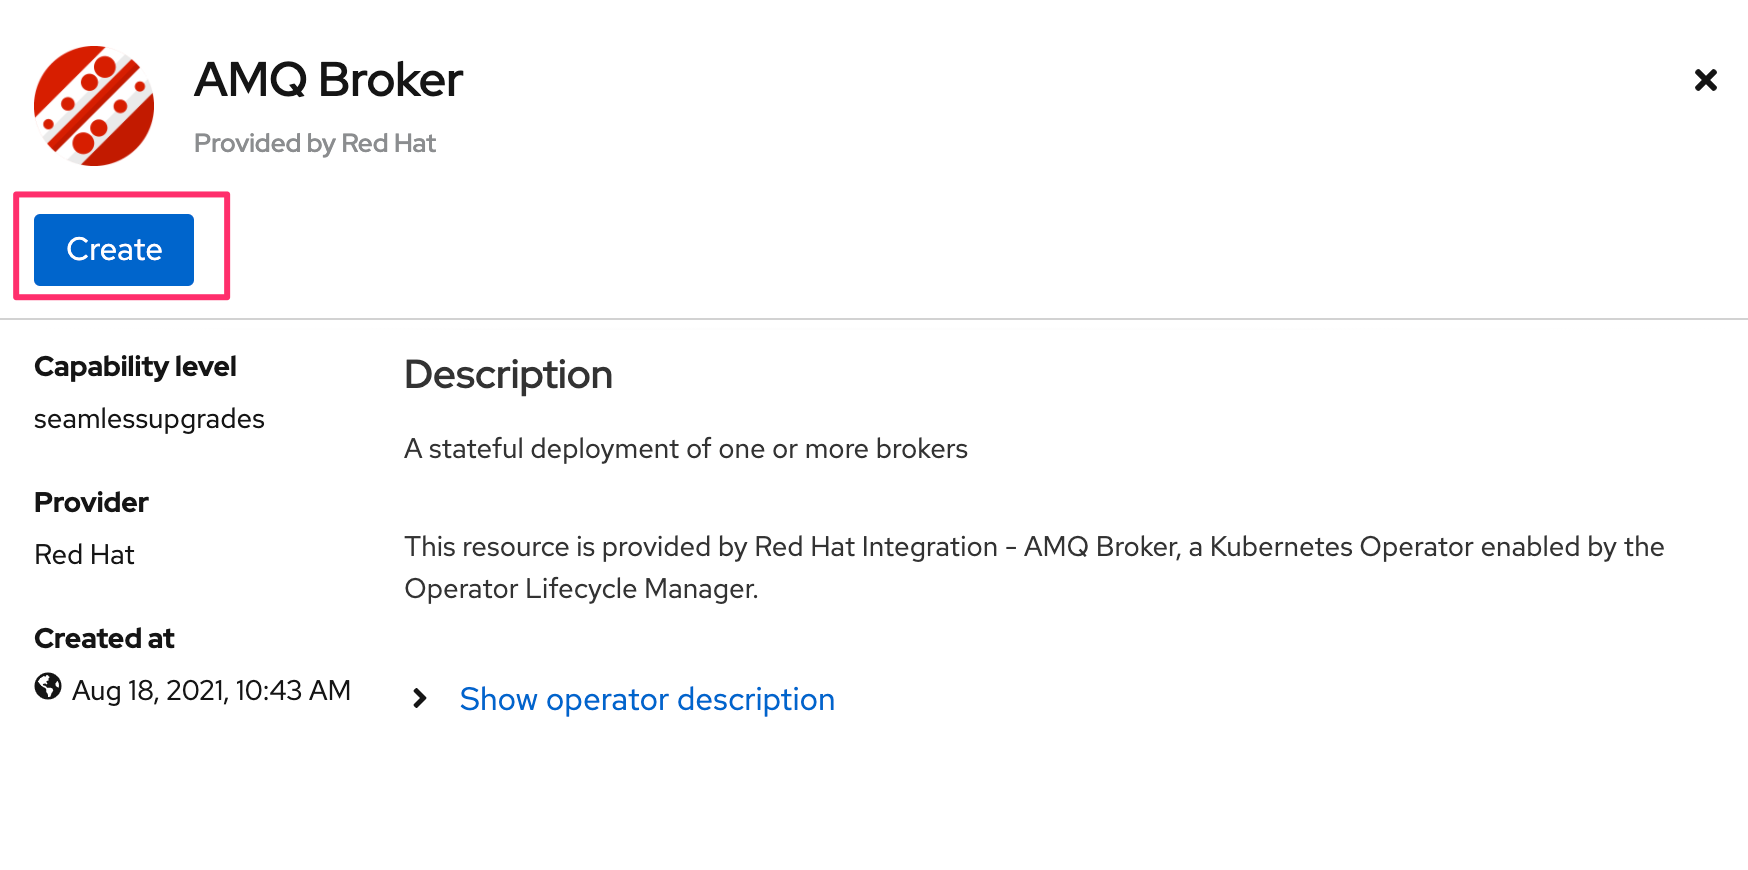 AMQ Broker
Provided by Red Hat
Create
Capability level
seamlessupgrades
Provider
Red Hat
Created at
Aug 18, 2021, 10:43 AM
Description
A stateful deployment of one or more brokers
This resource is provided by Red Hat Integration - AMQ Broker, a Kubernetes Operator enabled by the
Operator Lifecycle Manager.
Show operator description